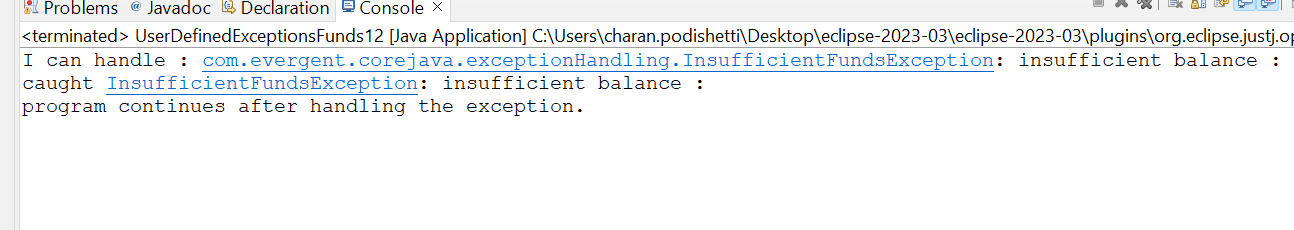 Problems @ Javadoc Declaration Console ×
<terminated> UserDefinedExceptionsFunds12 [Java Application] C:\Users\charan.podishetti\Desktop\eclipse-2023-03\eclipse-2023-03\plugins\org.eclipse.justj.op
I can handle : com.evergent.corejava.exceptionHandling.InsufficientFundsException: insufficient balance :
caught InsufficientFundsException: insufficient balance :
program continues after handling the exception.